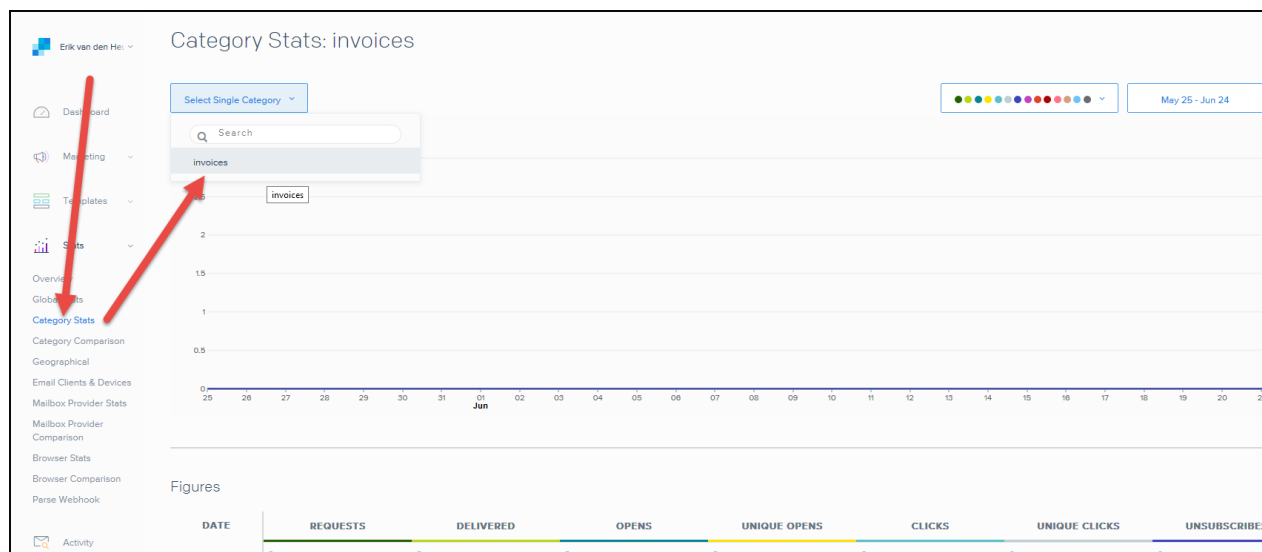 Erik van den He
Category Stats: invoices
Select Single Category
May 25 - Jun 24
Search
invoices
invoices
Dashboard
Marketing
Templates
Stats
Overview
Global Stats
Category Stats
Category Comparison
Geographical
Email Clients & Devices
Mailbox Provider Stats
Mailbox Provider
Comparison
Browser Stats
Browser Comparison
Parse Webhook
Activity
2
1.5
1
0.5
0
25 26 27 28 29 30 31 01 02 03 04 05 06 07 08 09 10 11 12 13 14 15 16 17 18 19 20
Jun
Figures
DATE REQUESTS DELIVERED OPENS UNIQUE OPENS CLICKS UNIQUE CLICKS UNSUBSCRIBE